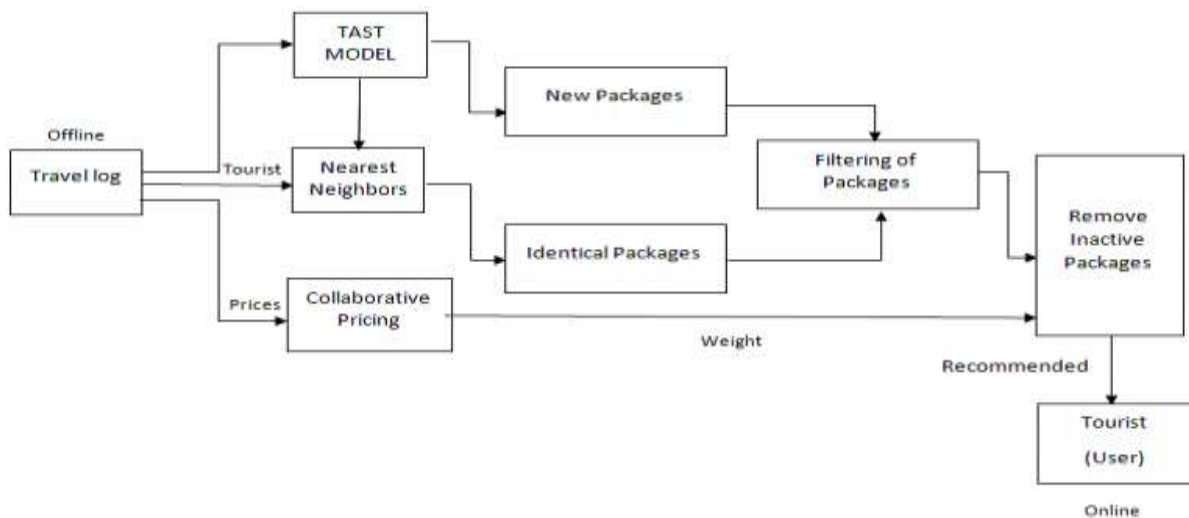 TAST
MODEL
New Packages
Offline
Travel log
Tourist
Nearest
Neighbors
Filtering of
Packages
Remove
Inactive
Packages
Identical Packages
Prices
Collaborative
Pricing
Weight
Recommended
Tourist
(User)
Online